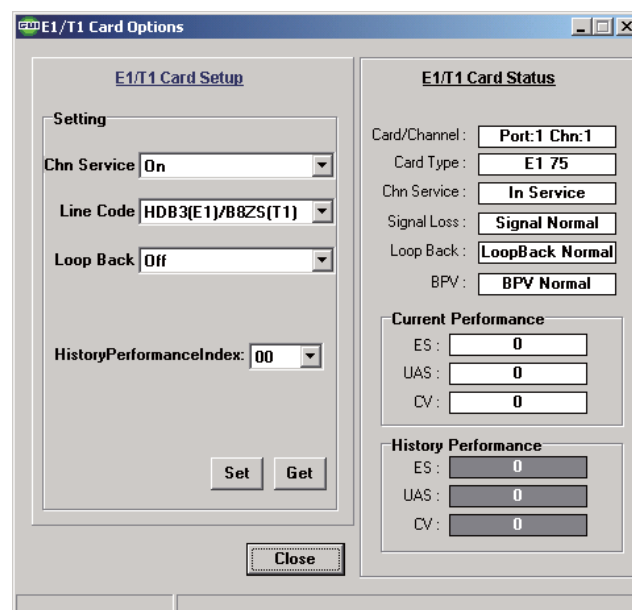 GUI E1/T1 Card Options
E1/T1 Card Setup
Setting
Chn Service On
Line Code HDB3(E1)/B8ZS(T1)
Loop Back Off
HistoryPerformanceIndex: 00
Set Get
Close
E1/T1 Card Status
Card/Channel : Port:1 Chn:1
Card Type : E1 75
Chn Service : In Service
Signal Loss : Signal Normal
Loop Back : LoopBack Normal
BPV : BPV Normal
Current Performance
ES : 0
UAS : 0
CV : 0
History Performance
ES : 0
UAS : 0
CV : 0